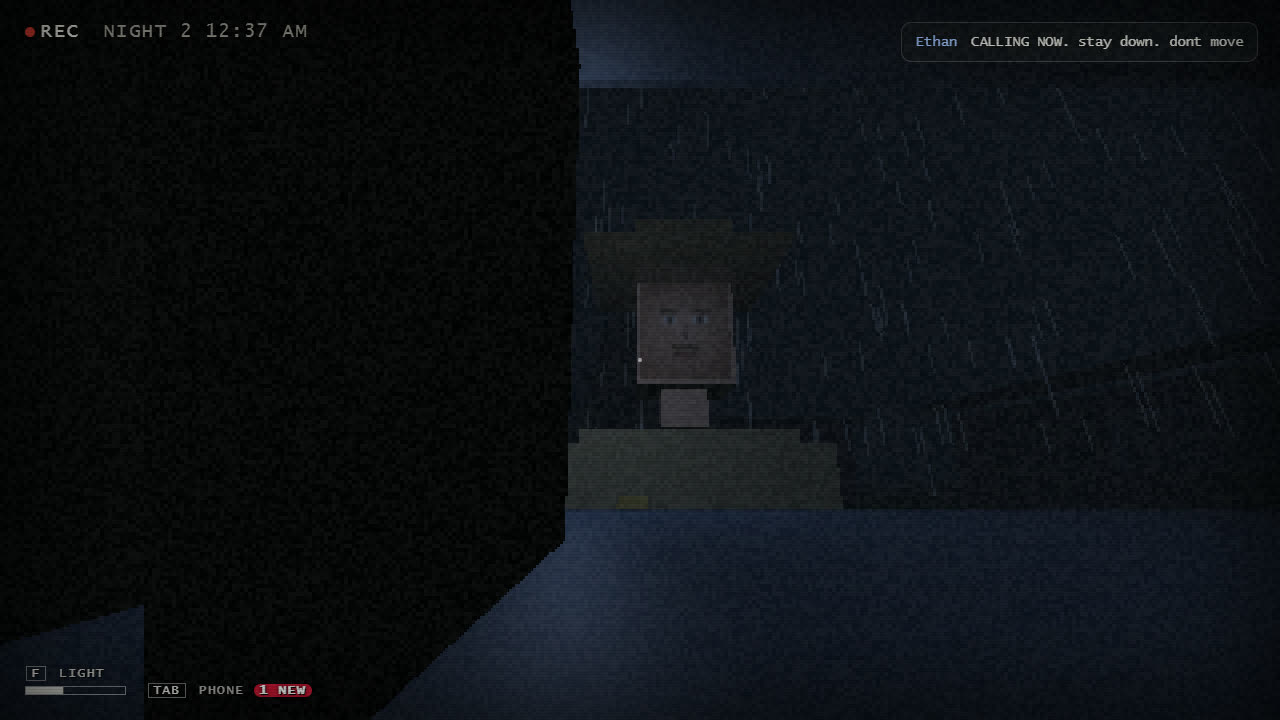 REC NIGHT 2 12:37 AM
Ethan CALLING NOW. stay down. dont move
F LIGHT
TAB PHONE 1 NEW